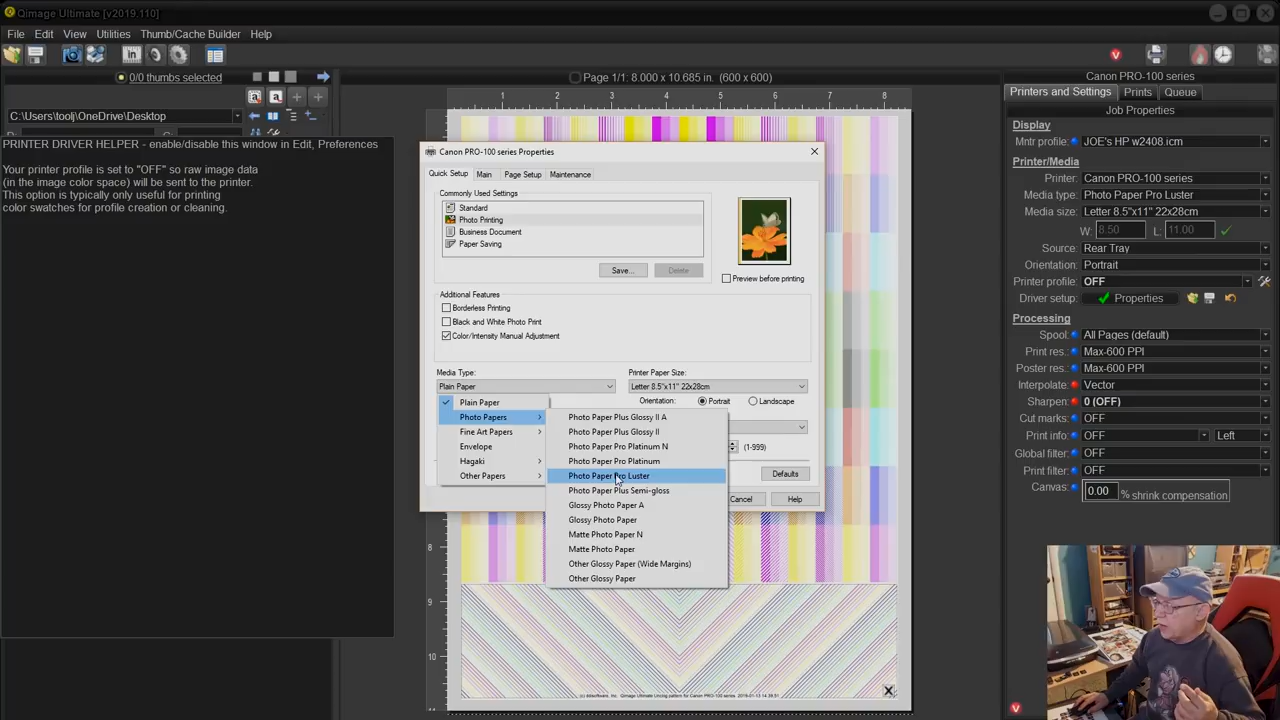 Qimage Ultimate [v2019.110]
File Edit View Utilities Thumb/Cache Builder Help
0/0 thumbs selected
Page 1/1: 8.000 x 10.685 in. (600 x 600)
C:\Users\toolj\OneDrive\Desktop
PRINTER DRIVER HELPER - enable/disable this window in Edit, Preferences
Your printer profile is set to "OFF" so raw image data
(in the image color space) will be sent to the printer.
This option is typically only useful for printing
color swatches for profile creation or cleaning.
1 2 3 4 5 6 7 8
8
9
10
Canon PRO-100 series Properties
Quick Setup Main Page Setup Maintenance
Commonly Used Settings
Standard
Photo Printing
Business Document
Paper Saving
Save... Delete
Preview before printing
Additional Features
Borderless Printing
Black and White Photo Print
Color/Intensity Manual Adjustment
Media Type:
Plain Paper
Printer Paper Size:
Letter 8.5"x11" 22x28cm
Orientation: Portrait Landscape
(1-999)
Defaults
Cancel Help
Plain Paper
Photo Papers
Fine Art Papers
Envelope
Hagaki
Other Papers
Photo Paper Plus Glossy II A
Photo Paper Plus Glossy II
Photo Paper Pro Platinum N
Photo Paper Pro Platinum
Photo Paper Pro Luster
Photo Paper Plus Semi-gloss
Glossy Photo Paper A
Glossy Photo Paper
Matte Photo Paper N
Matte Photo Paper
Other Glossy Paper (Wide Margins)
Other Glossy Paper
Canon PRO-100 series
Printers and Settings Prints Queue
Job Properties
Display
Mntr profile: JOE's HP w2408.icm
Printer/Media
Printer: Canon PRO-100 series
Media type: Photo Paper Pro Luster
Media size: Letter 8.5"x11" 22x28cm
W: 8.50 L: 11.00
Source: Rear Tray
Orientation: Portrait
Printer profile: OFF
Driver setup: Properties
Processing
Spool: All Pages (default)
Print res.: Max-600 PPI
Poster res.: Max-600 PPI
Interpolate: Vector
Sharpen: 0 (OFF)
Cut marks: OFF
Print info: OFF Left
Global filter: OFF
Print filter: OFF
Canvas: 0.00 % shrink compensation